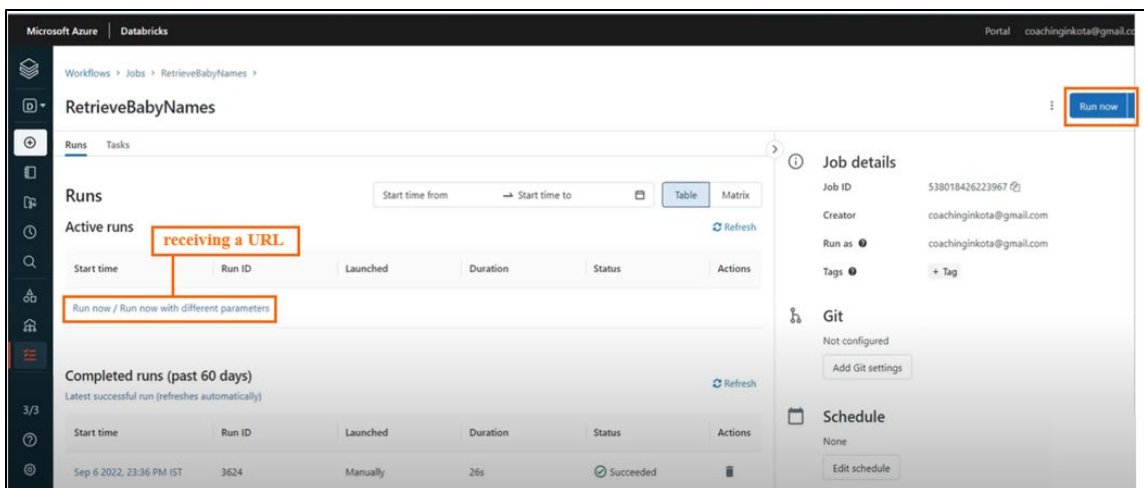 Microsoft Azure Databricks Portal coachinginkota@gmail.co
Workflows > Jobs > RetrieveBabyNames >
D
RetrieveBabyNames
Run now
Runs Tasks
Job details
Job ID 538018426223967
Runs
Start time from → Start time to
Table Matrix
Creator coachinginkota@gmail.com
Active runs
Refresh
receiving a URL
Run as coachinginkota@gmail.com
Start time Run ID Launched Duration Status Actions
Tags + Tag
Run now / Run now with different parameters
Git
Not configured
Add Git settings
Completed runs (past 60 days)
Refresh
Latest successful run (refreshes automatically)
3/3
Schedule
Start time Run ID Launched Duration Status Actions
None
Sep 6 2022, 23:36 PM IST 3624 Manually 26s Succeeded
Edit schedule